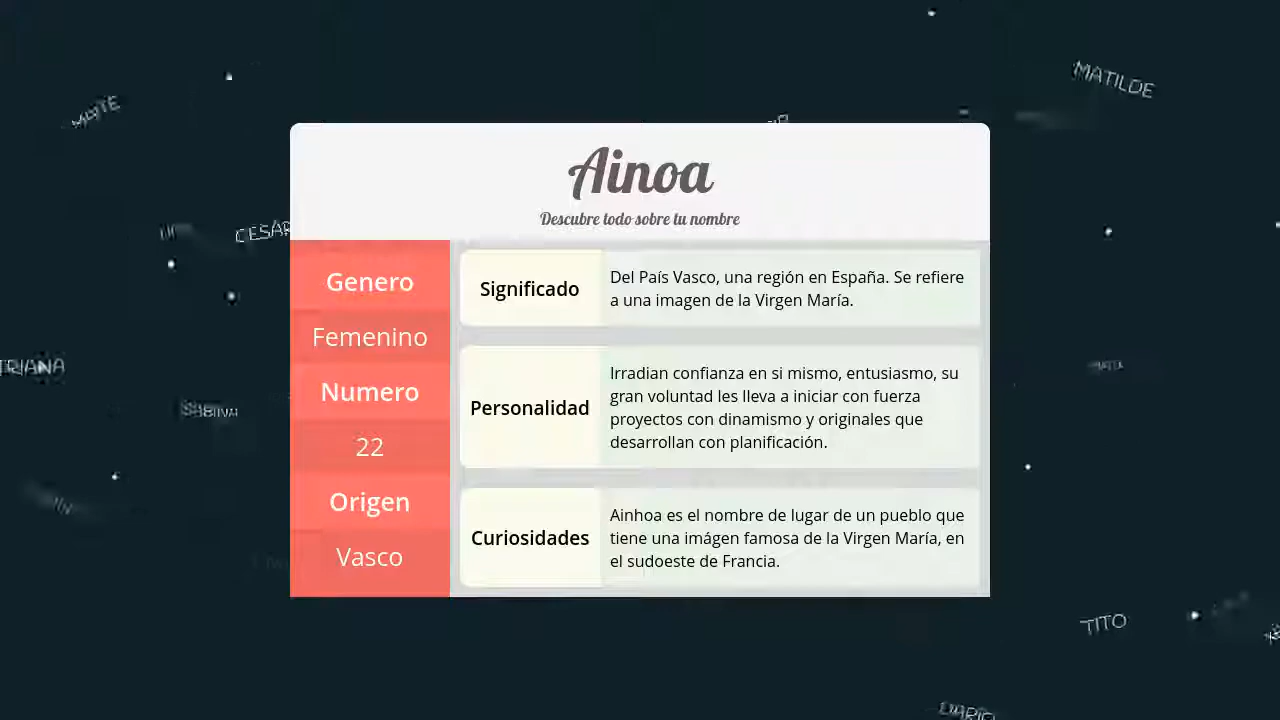 MATILDE
MAITE
Ainoa
Descubre todo sobre tu nombre
CESAR
Genero
Femenino
Numero
22
Origen
Vasco
Significado
Del País Vasco, una región en España. Se refiere
a una imagen de la Virgen María.
Personalidad
Irradian confianza en si mismo, entusiasmo, su
gran voluntad les lleva a iniciar con fuerza
proyectos con dinamismo y originales que
desarrollan con planificación.
Curiosidades
Ainhoa es el nombre de lugar de un pueblo que
tiene una imágen famosa de la Virgen María, en
el sudoeste de Francia.
TRIANA
SABINA
TITO